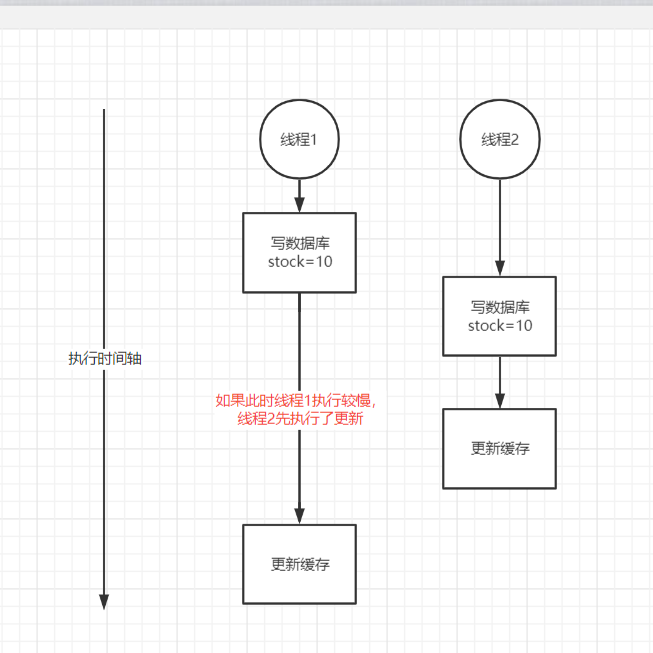 线程1
线程2
写数据库
stock=10
写数据库
stock=10
执行时间轴
如果此时线程1执行较慢，
线程2先执行了更新
更新缓存
更新缓存